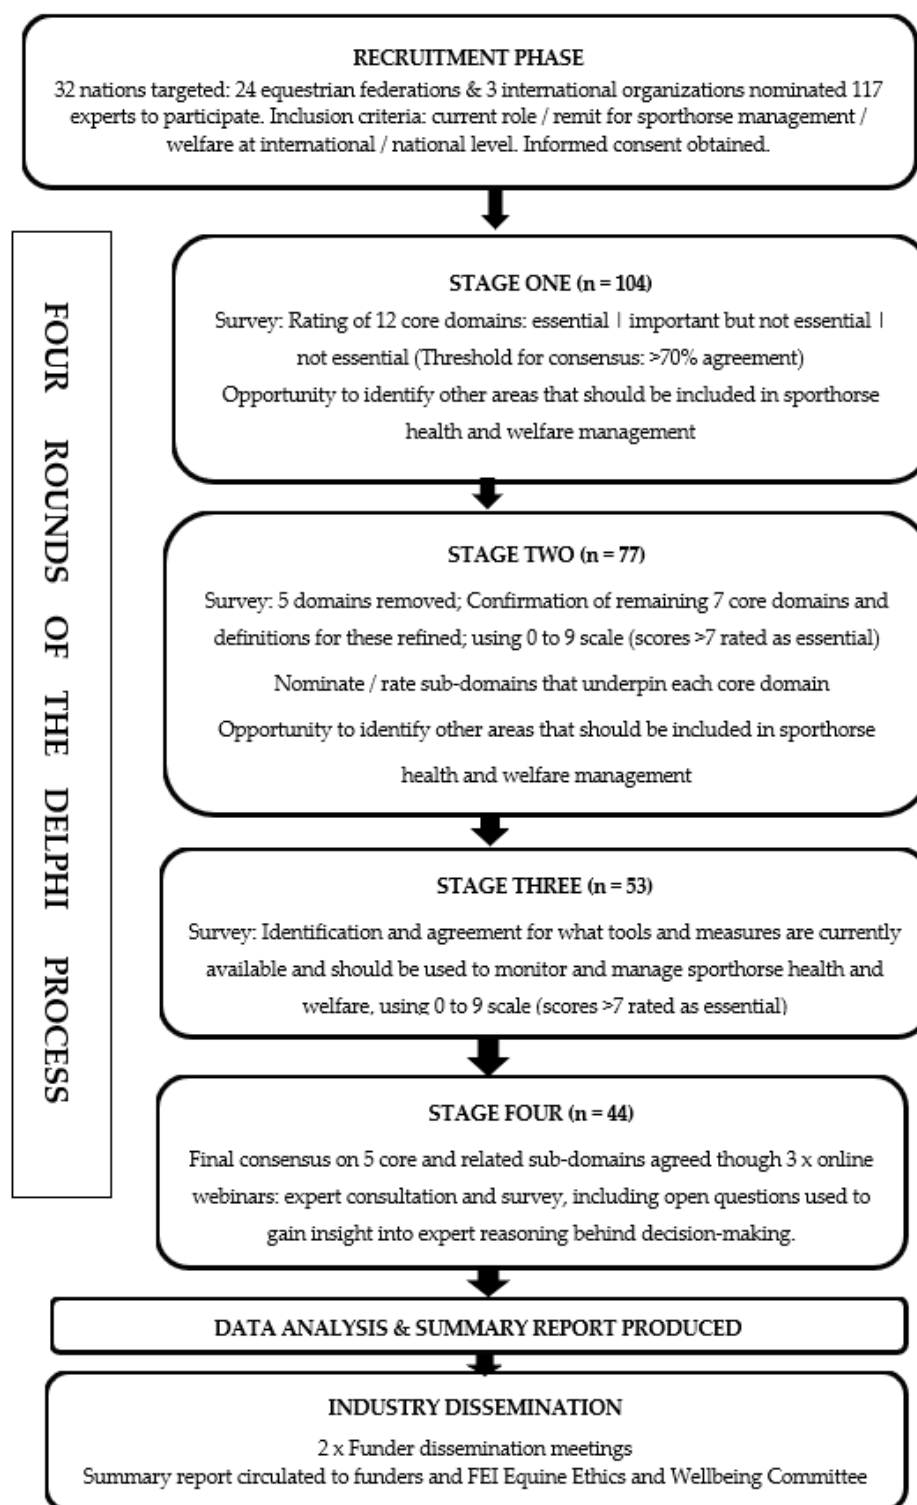 RECRUITMENT PHASE
32 nations targeted: 24 equestrian federations & 3 international organizations nominated 117
experts to participate. Inclusion criteria: current role / remit for sporthorse management /
welfare at international / national level. Informed consent obtained.
FOUR ROUNDS OF THE DELPHI PROCESS
STAGE ONE (n = 104)
Survey: Rating of 12 core domains: essential | important but not essential |
not essential (Threshold for consensus: >70% agreement)
Opportunity to identify other areas that should be included in sporthorse
health and welfare management
STAGE TWO (n = 77)
Survey: 5 domains removed; Confirmation of remaining 7 core domains and
definitions for these refined; using 0 to 9 scale (scores >7 rated as essential)
Nominate / rate sub-domains that underpin each core domain
Opportunity to identify other areas that should be included in sporthorse
health and welfare management
STAGE THREE (n = 53)
Survey: Identification and agreement for what tools and measures are currently
available and should be used to monitor and manage sporthorse health and
welfare, using 0 to 9 scale (scores >7 rated as essential)
STAGE FOUR (n = 44)
Final consensus on 5 core and related sub-domains agreed though 3 x online
webinars: expert consultation and survey, including open questions used to
gain insight into expert reasoning behind decision-making.
DATA ANALYSIS & SUMMARY REPORT PRODUCED
INDUSTRY DISSEMINATION
2 x Funder dissemination meetings
Summary report circulated to funders and FEI Equine Ethics and Wellbeing Committee